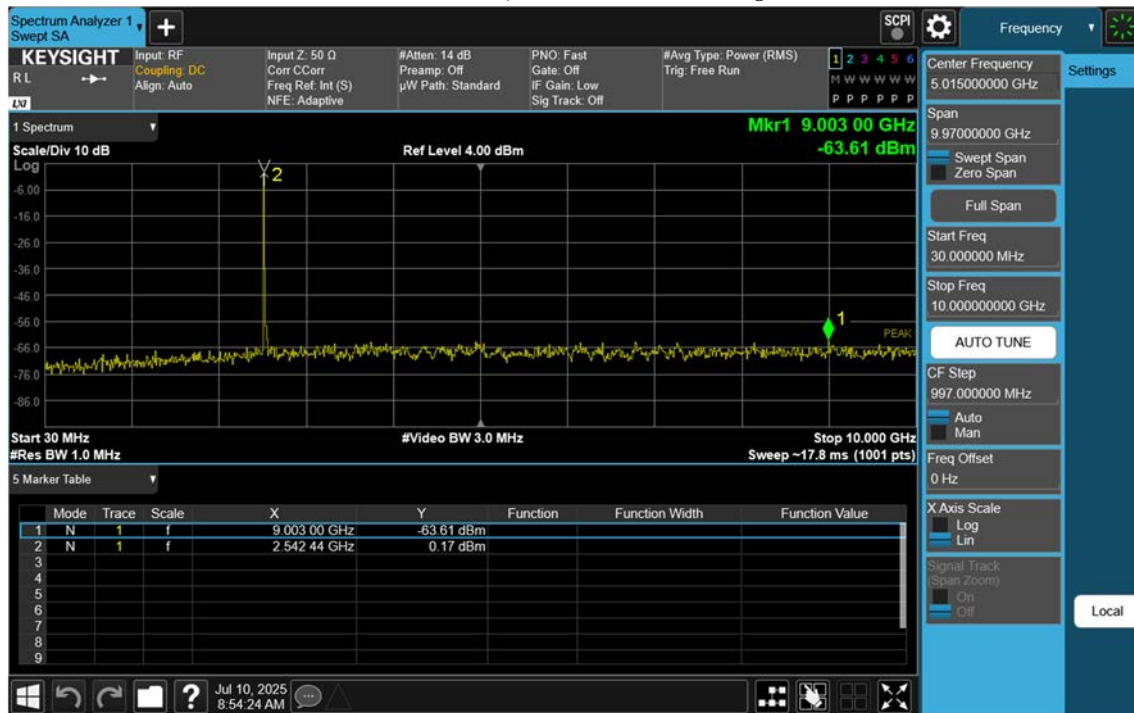 Spectrum Analyzer 1
Swept SA
+
SCPI
Frequency
KEYSIGHT
R L
LXI
Input: RF
Coupling: DC
Align: Auto
Input Z: 50 Ω
Corr CCorr
Freq Ref: Int (S)
NFE: Adaptive
#Atten: 14 dB
Preamp: Off
µW Path: Standard
PNO: Fast
Gate: Off
IF Gain: Low
Sig Track: Off
#Avg Type: Power (RMS)
Trig: Free Run
1 2 3 4 5 6
M W W W W W
P P P P P P
1 Spectrum
Scale/Div 10 dB
Ref Level 4.00 dBm
Mkr1 9.003 00 GHz
-63.61 dBm
Log
-6.00
-16.0
-26.0
-36.0
-46.0
-56.0
-66.0
-76.0
-86.0
2
1
PEAK
Start 30 MHz
#Video BW 3.0 MHz
Stop 10.000 GHz
#Res BW 1.0 MHz
Sweep ~17.8 ms (1001 pts)
5 Marker Table
Mode Trace Scale X Y Function Function Width Function Value
1 N 1 f 9.003 00 GHz -63.61 dBm
2 N 1 f 2.542 44 GHz 0.17 dBm
3
4
5
6
7
8
9
?
Jul 10, 2025
8:54:24 AM
Settings
Center Frequency
5.015000000 GHz
Span
9.97000000 GHz
Swept Span
Zero Span
Full Span
Start Freq
30.000000 MHz
Stop Freq
10.000000000 GHz
AUTO TUNE
CF Step
997.000000 MHz
Auto
Man
Freq Offset
0 Hz
X Axis Scale
Log
Lin
Signal Track
(Span Zoom)
On
Off
Local